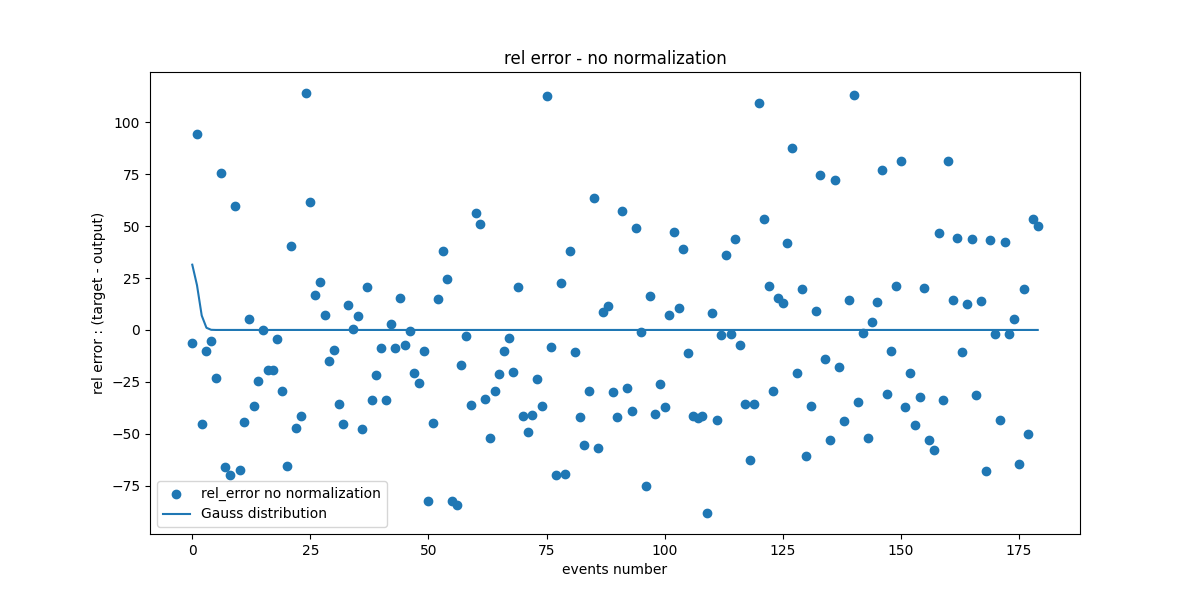 rel error - no normalization
rel error : (target - output)
100
75
50
25
0
−25
−50
−75
rel_error no normalization
Gauss distribution
0 25 50 75 100 125 150 175
events number